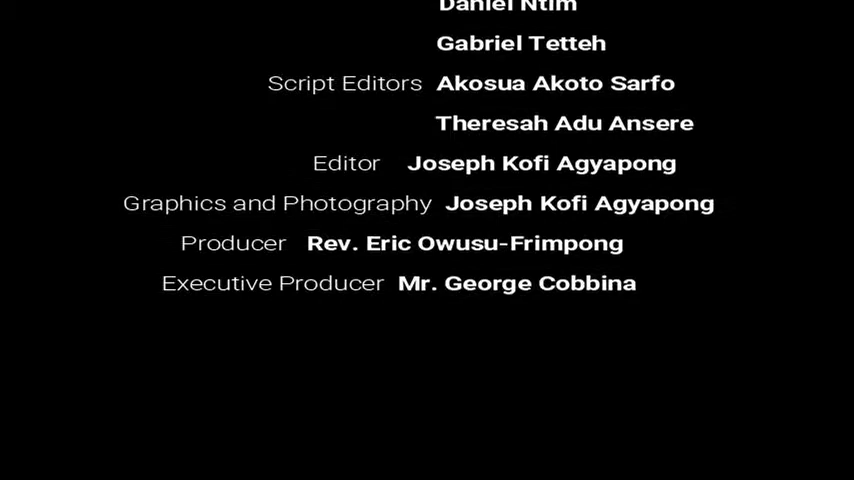 Daniel Ntim
Gabriel Tetteh
Script Editors Akosua Akoto Sarfo
Theresah Adu Ansere
Editor Joseph Kofi Agyapong
Graphics and Photography Joseph Kofi Agyapong
Producer Rev. Eric Owusu-Frimpong
Executive Producer Mr. George Cobbina